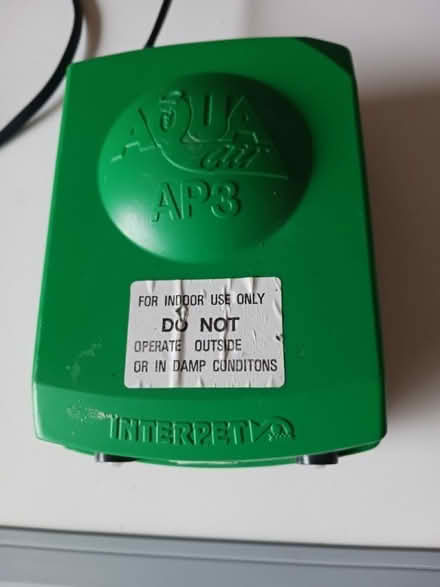 AQUA
air
AP3
FOR INDOOR USE ONLY
DO NOT
OPERATE OUTSIDE
OR IN DAMP CONDITONS
INTERPET